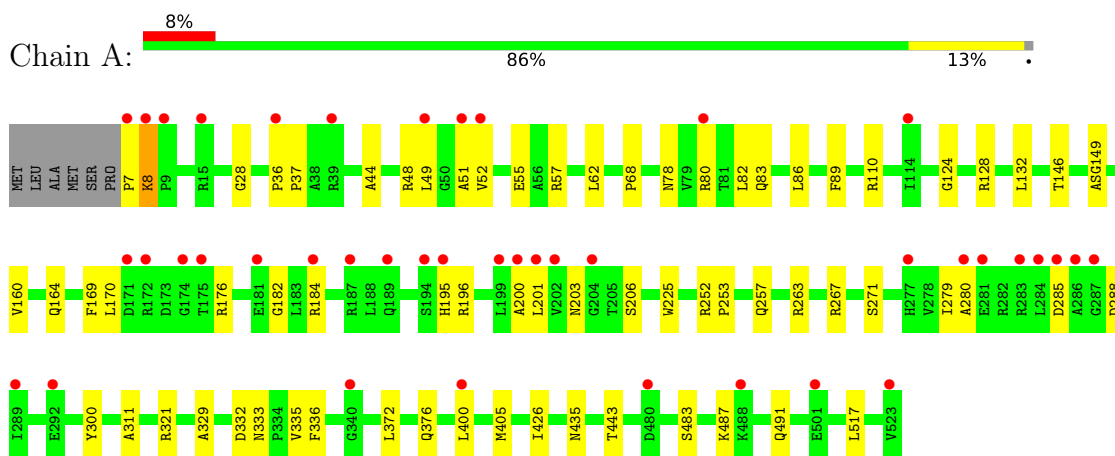 8%
Chain A:
86% 13% •
MET LEU ALA MET SER PRO P7 K8 P9 R15 G28 P36 P37 A38 R39 A44 R48 L49 G50 A51 V52 E55 A56 R57 L62 P68 N78 V79 R80 T81 L82 Q83 L86 F89 R110 I114 G124 R128 L132 T146 ASG149
V160 Q164 F169 L170 D171 R172 D173 G174 T175 R176 E181 G182 L183 R184 R187 L188 Q189 S194 H195 R196 L199 A200 L201 V202 N203 G204 T205 S206 W225 R252 P253 Q257 R263 R267 S271 H277 V278 I279 A280 E281 R282 R283 L284 D285 A286 G287 D288
I289 E292 Y300 A311 R321 A329 D332 N333 P334 V335 F336 G340 L372 Q376 L400 M405 I426 N435 T443 D480 S483 K487 K488 Q491 E501 L517 V523